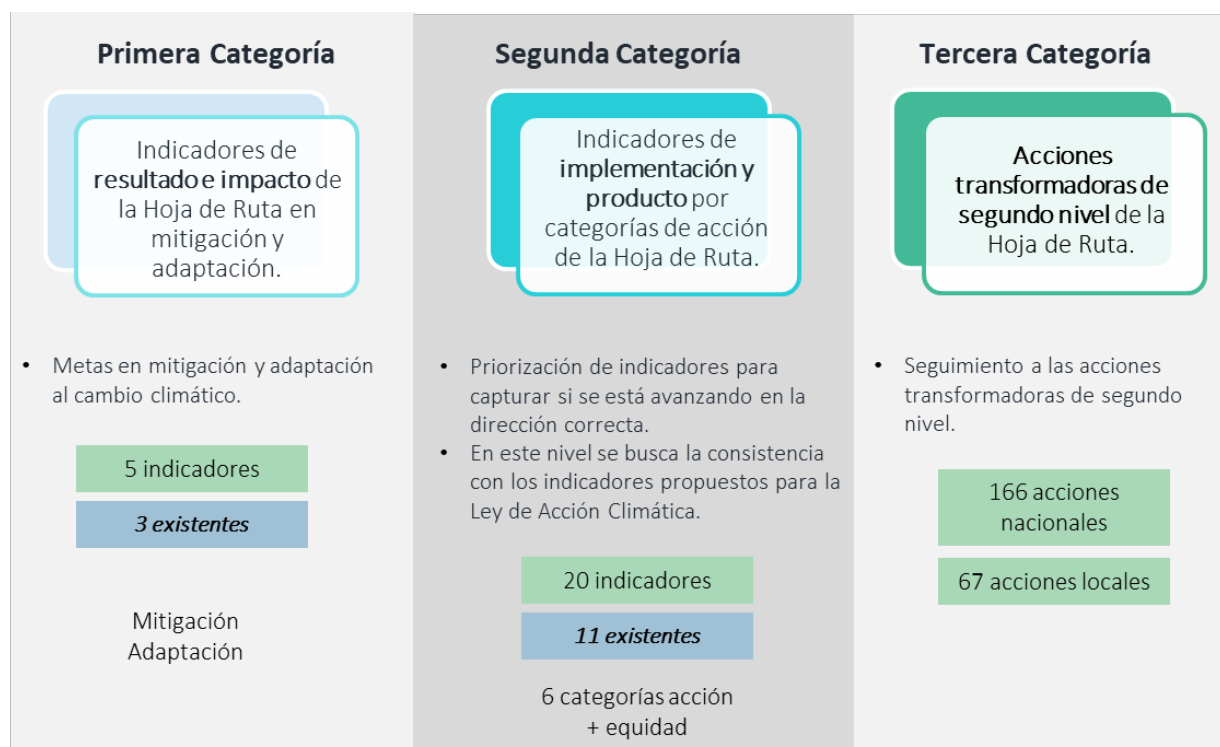 Primera Categoría
Indicadores de
resultado e impacto de
la Hoja de Ruta en
mitigación y
adaptación.
• Metas en mitigación y adaptación
al cambio climático.
5 indicadores
3 existentes
Mitigación
Adaptación
Segunda Categoría
Indicadores de
implementación y
producto por
categorías de acción
de la Hoja de Ruta.
• Priorización de indicadores para
capturar si se está avanzando en la
dirección correcta.
• En este nivel se busca la consistencia
con los indicadores propuestos para la
Ley de Acción Climática.
20 indicadores
11 existentes
6 categorías acción
+ equidad
Tercera Categoría
Acciones
transformadoras de
segundo nivel de la
Hoja de Ruta.
• Seguimiento a las acciones
transformadoras de segundo
nivel.
166 acciones
nacionales
67 acciones locales